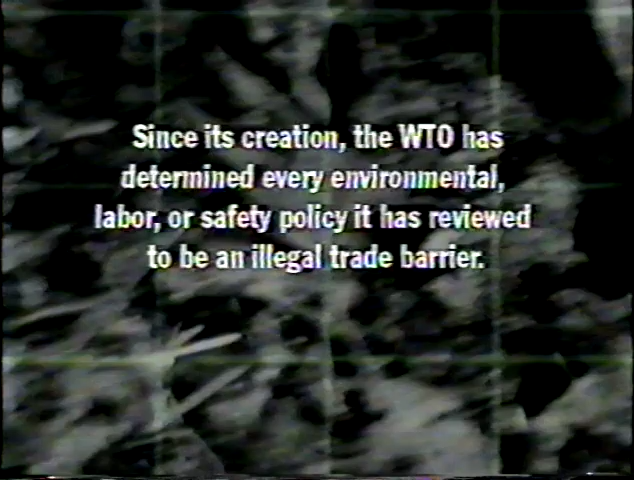 Since its creation, the WTO has
determined every environmental,
labor, or safety policy it has reviewed
to be an illegal trade barrier.